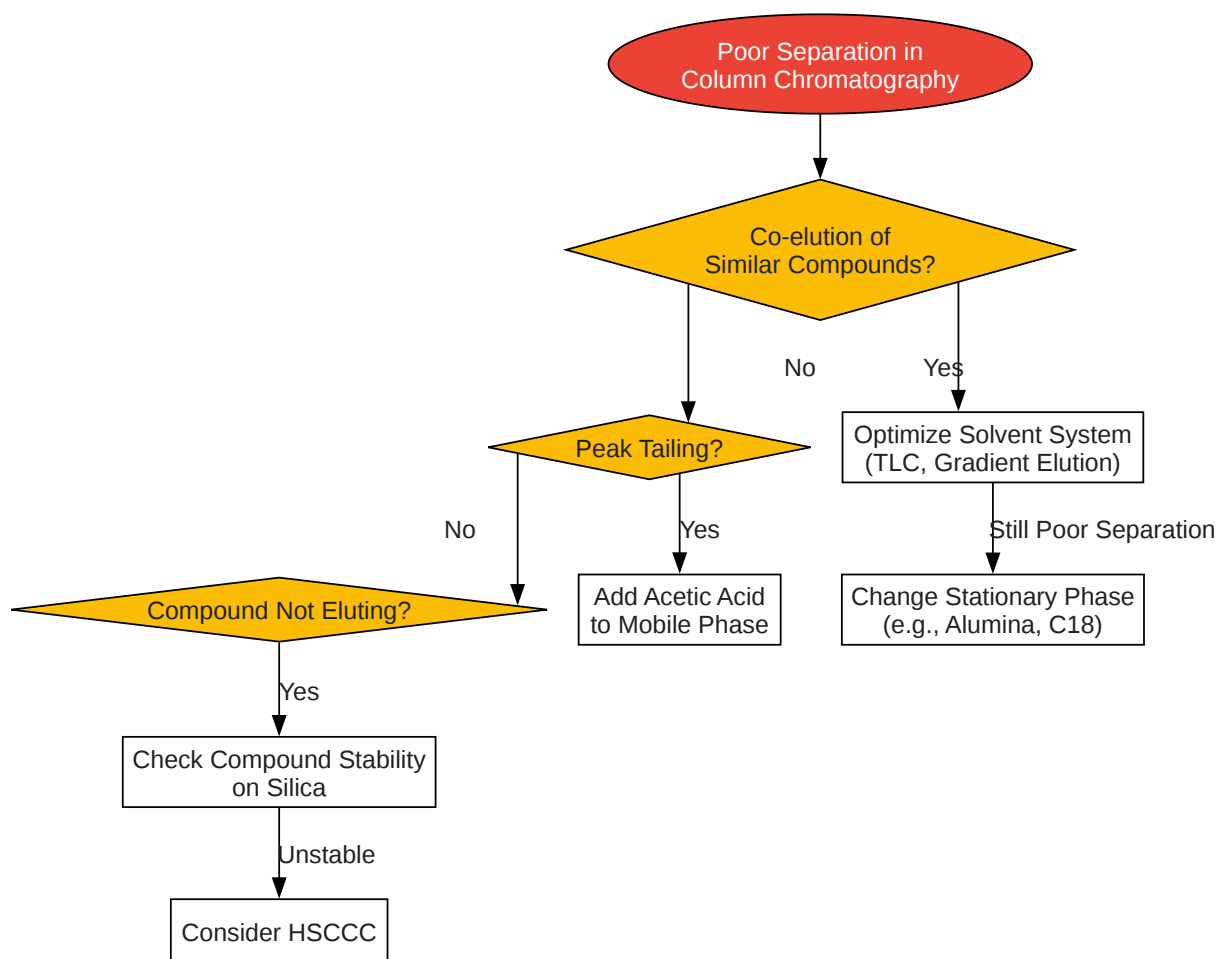 Poor Separation in
Column Chromatography
Co-elution of
Similar Compounds?
No
Yes
Peak Tailing?
Optimize Solvent System
(TLC, Gradient Elution)
No
Yes
Still Poor Separation
Compound Not Eluting?
Add Acetic Acid
to Mobile Phase
Change Stationary Phase
(e.g., Alumina, C18)
Yes
Check Compound Stability
on Silica
Unstable
Consider HSCCC